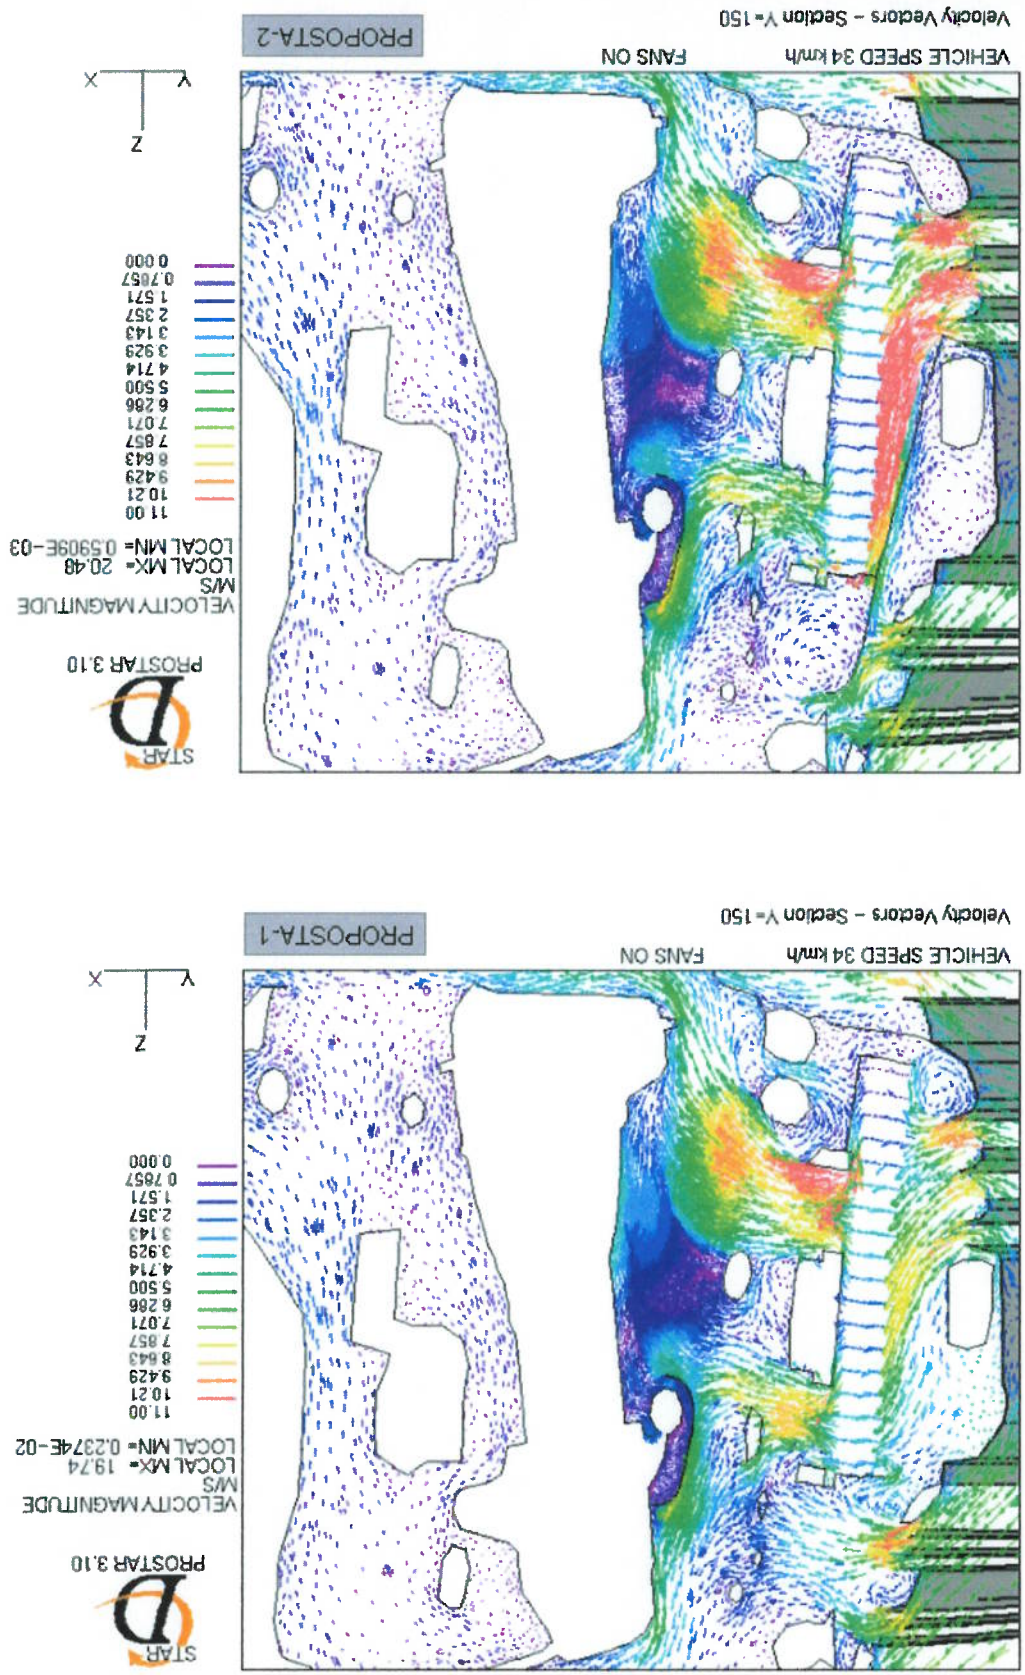 STAR
CD
PROSTAR 3.10
VELOCITY MAGNITUDE
M/S
LOCAL MX= 19.74
LOCAL MN= 0.2374E-02
11.00
10.21
9.429
8.643
7.857
7.071
6.286
5.500
4.714
3.929
3.143
2.357
1.571
0.7857
0.000
Z
Y X
VEHICLE SPEED 34 km/h FANS ON
Velocity Vectors – Section Y=150
PROPOSTA-1
STAR
CD
PROSTAR 3.10
VELOCITY MAGNITUDE
M/S
LOCAL MX= 20.48
LOCAL MN= 0.5909E-03
11.00
10.21
9.429
8.643
7.857
7.071
6.286
5.500
4.714
3.929
3.143
2.357
1.571
0.7857
0.000
Z
Y X
VEHICLE SPEED 34 km/h FANS ON
Velocity Vectors – Section Y=150
PROPOSTA-2